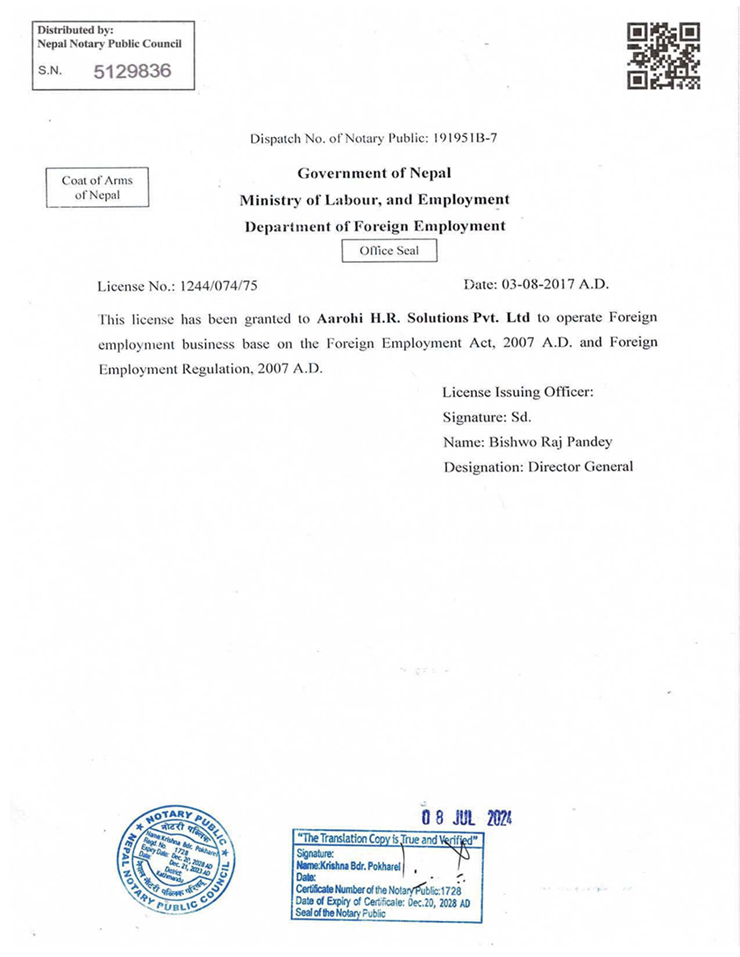 Distributed by:
Nepal Notary Public Council
S.N. 5129836
Dispatch No. of Notary Public: 191951B-7
Coat of Arms
of Nepal
Government of Nepal
Ministry of Labour, and Employment
Department of Foreign Employment
Office Seal
License No.: 1244/074/75 Date: 03-08-2017 A.D.
This license has been granted to Aarohi H.R. Solutions Pvt. Ltd to operate Foreign
employment business base on the Foreign Employment Act, 2007 A.D. and Foreign
Employment Regulation, 2007 A.D.
License Issuing Officer:
Signature: Sd.
Name: Bishwo Raj Pandey
Designation: Director General
NOTARY PUBLIC
नोटरी पब्लिक
Name:Krishna Bdr. Pokharel
Regd. No. 1728
Expiry Date: Dec. 20, 2028 AD
Date: Dec. 21, 2023 AD
District
Kathmandu
नेपाल नोटरी पब्लिक परिषद्
NEPAL NOTARY PUBLIC COUNCIL
08 JUL 2024
"The Translation Copy is True and Verified"
Signature:
Name:Krishna Bdr. Pokharel
Date:
Certificate Number of the Notary Public:1728
Date of Expiry of Certificale: Dec.20, 2028 AD
Seal of the Notary Public